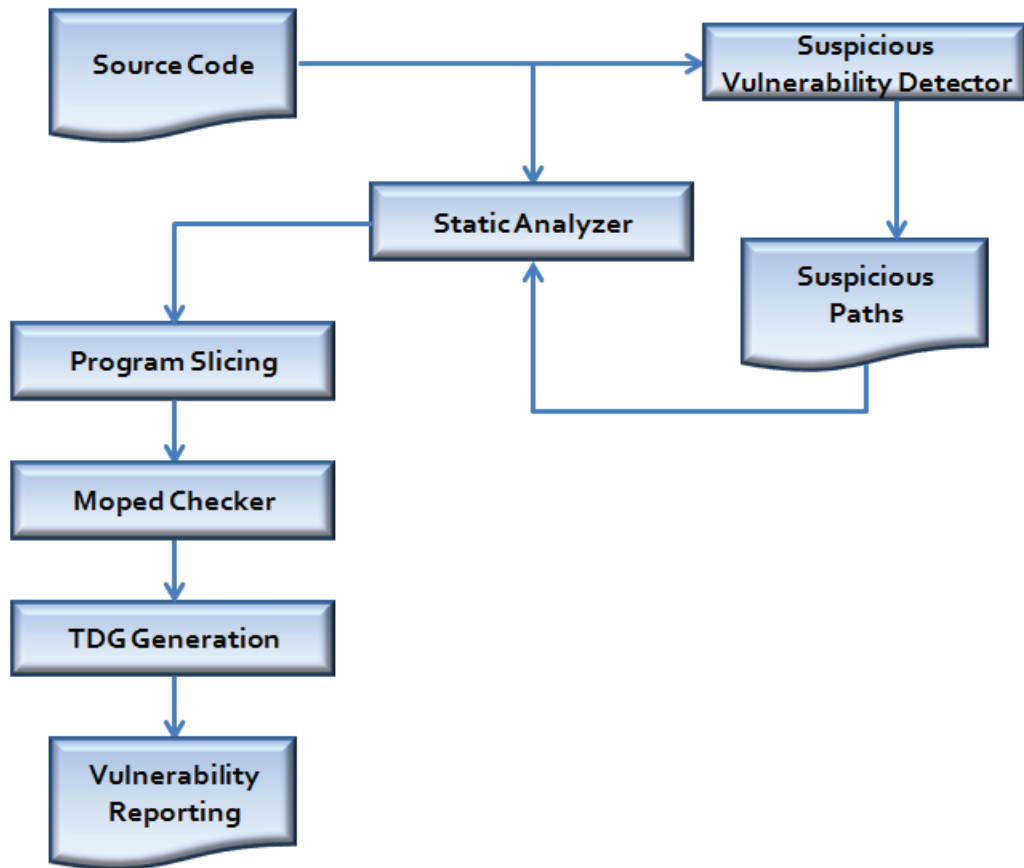 Source Code
Suspicious
Vulnerability Detector
Static Analyzer
Suspicious
Paths
Program Slicing
Moped Checker
TDG Generation
Vulnerability
Reporting